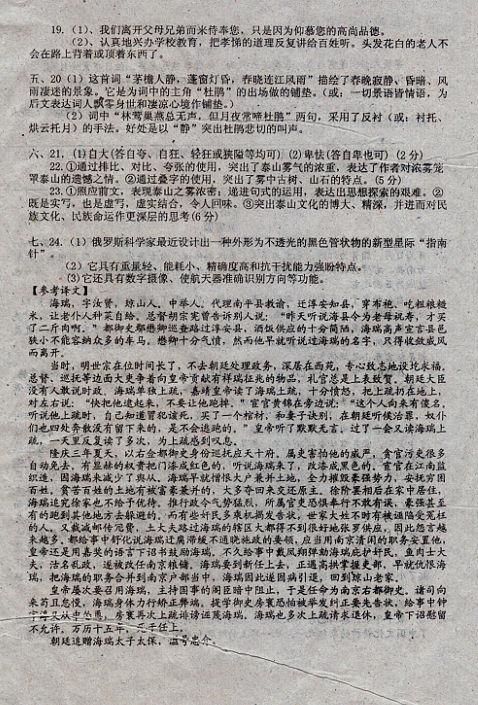 19.（1）、我们离开父母兄弟而来侍奉您，只是因为仰慕您的高尚品德。
（2）、认真地兴办学校教育，把孝悌的道理反复讲给百姓听。头发花白的老人不
会在路上背着或顶着东西了。
五、20（1）这首词“茅檐人静，蓬窗灯昏，春晓连江风雨”描绘了春晚寂静、昏暗、风
雨凄迷的景象，它是为词中的主角“杜鹃”的出场做的铺垫。（或：一切景语皆情语，为
后文表达词人飘零身世和凄凉心境作铺垫。）
（2）词中“林莺巢燕总无声，但月夜常啼杜鹃”两句，采用了反衬（或：衬托、
烘云托月）的手法。好处是以“静”突出杜鹃悲切的叫声。
六、21.（1）自大（答自夸、自狂、轻狂或狭隘等均可）（2）卑怯（答自卑也可）（2分）
22.①通过排比、对比、夸张的使用，突出了泰山雾气的浓重，表达了作者对浓雾笼
罩泰山的遗憾之情。②通过叠字的使用，突出了雾中古树、山石的特点。（5分）
23.①照应前文，表现泰山之雾浓密，递进句式的运用，表达出思想探索的艰难。②
既是实写，也是虚写，虚实结合，令人回味。③突出泰山文化的博大、精深，并进而对民
族文化、民族命运作更深层的思考（6分）
七、24.（1）俄罗斯科学家最近设计出一种外形为不透光的黑色管状物的新型星际“指南
针”。
（2）它具有重量轻、能耗小、精确度高和抗干扰能力强盼特点。
（3）它还具有数字摄像、使航天器准确识别方向等功能。
【参考译文】
海瑞，字汝贤，琼山人。中举人。代理南平县教谕，迁淳安知县，穿布袍、吃粗粮糙
米，让老仆人种菜自给。总督胡宗宪曾告诉别人说：“昨天听说海县令为老母祝寿，才买
了二斤肉啊。”都御史鄢懋卿巡查路过淳安县，酒饭供应的十分简陋，海瑞高声宣言县邑
狭小不能容纳众多的车马。懋卿十分气愤，然而他早就听说过海瑞的名字，只得收敛威风
而离开。
当时，明世宗在位时间长了，不去朝廷处理政务，深居在西苑，专心致志地设坛求福。
总督、巡抚等边面大吏争着向皇帝贡献有祥瑞征兆的物品，礼官总是上表致贺。朝廷大臣
没有人敢说时政。海瑞单独上疏。嘉靖皇帝读了海瑞上疏，十分愤怒，把上疏扔在地上，
对左右说：“快把他逮起来，不要让他跑掉。”宦官黄锦在旁边说：“这个人向来有傻名，
听说他上疏时，自己知道冒犯该死，买了一个棺材，和妻子诀别，在朝廷听候治罪，奴仆
们也四处奔散没有留下来的，是不会逃跑的。”皇帝听了默默无言。过了一会又读海瑞上
疏，一天里反复读了多次，为上疏感到叹息。
隆庆三年夏天，以右佥都御史身份巡抚应天十府。属吏害怕他的威严，贪官污吏很多
自动免去。有显赫的权贵把门漆成红色的，听说海瑞来了，改漆成黑色的。宦官在江南监
织造，因海瑞来减少了舆从。海瑞早就憎恨大户兼并土地，全力摧毁豪强势力，安抚穷困
百姓，贫苦百姓的土地有被富豪兼并的，大多夺回来交还原主。徐阶罢相后在家中居住，
海瑞追究徐家也不给予优待。推行政令气势猛烈，所属官吏恐惧奉行不敢有误，豪强甚至
有的跑到其他地方去躲避的。而有些奸民多乘机揭发告状，世家大姓不时有被诬陷受冤枉
的人。又裁减邮传冗费，士大夫路过海瑞的辖区大都得不到很好地张罗供应，因此怨言越
来越多。都给事中舒化说海瑞迂腐滞缓不通晓施政的要领，应当用南京清闲的职务安置他，
皇帝还是用嘉奖的语言下诏书鼓励海瑞，不久给事中戴凤翔弹劾海瑞庇护奸民、鱼肉士大
夫，沽名乱政，遂被改任南京粮储。海瑞要到新任上去，正遇高拱掌握吏部，早就仇恨海
瑞，把海瑞的职务合并到南京户部当中，海瑞因此遂因病引退，回到琼山老家。
皇帝屡次要召用海瑞，主持国事的阁臣暗中阻止，于是任命为南京右都御史。诸司向
来苟且怠慢，海瑞身体力行矫正弊端，提学御史房寰恐怕被举发纠正要先告状，给事中钟
宇淳又从中怂恿，房寰再次上疏诽谤诬蔑海瑞。海瑞也多次上疏请求退休，皇帝下诏慰留
不允许。万历十五年，死于任上。
朝廷追赠海瑞太子太保，谥号忠介。